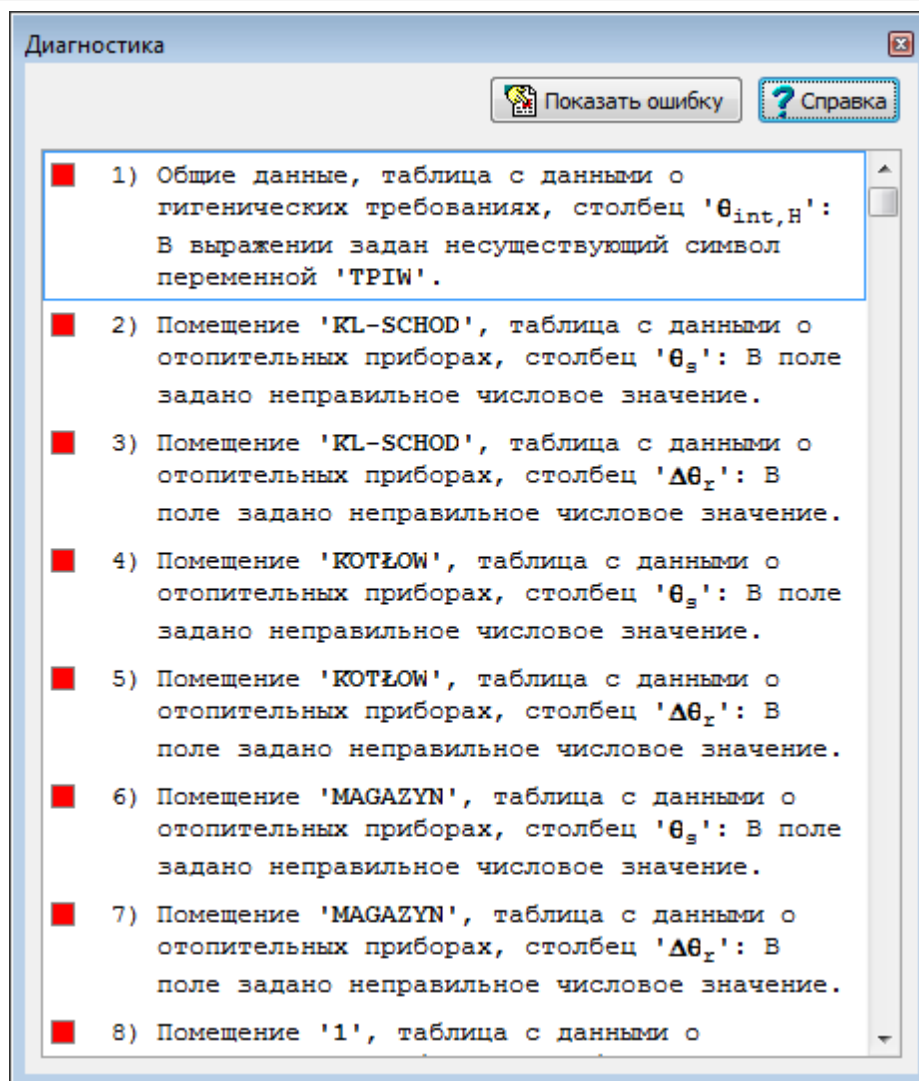 Диагностика
Показать ошибку
? Справка
1) Общие данные, таблица с данными о
гигенических требованиях, столбец 'θint,H':
В выражении задан несуществующий символ
переменной 'TPIW'.
2) Помещение 'KL-SCHOD', таблица с данными о
отопительных приборах, столбец 'θs': В поле
задано неправильное числовое значение.
3) Помещение 'KL-SCHOD', таблица с данными о
отопительных приборах, столбец 'Δθr': В
поле задано неправильное числовое значение.
4) Помещение 'KOTŁOW', таблица с данными о
отопительных приборах, столбец 'θs': В поле
задано неправильное числовое значение.
5) Помещение 'KOTŁOW', таблица с данными о
отопительных приборах, столбец 'Δθr': В
поле задано неправильное числовое значение.
6) Помещение 'MAGAZYN', таблица с данными о
отопительных приборах, столбец 'θs': В поле
задано неправильное числовое значение.
7) Помещение 'MAGAZYN', таблица с данными о
отопительных приборах, столбец 'Δθr': В
поле задано неправильное числовое значение.
8) Помещение '1', таблица с данными о